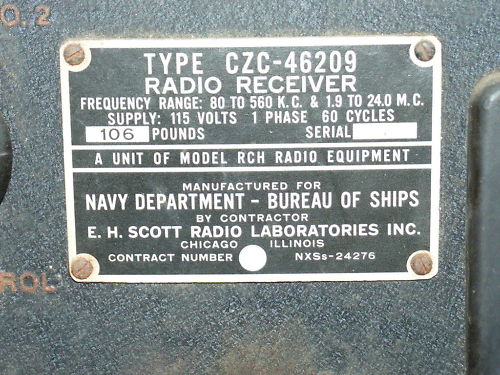 O. 2
TYPE CZC-46209
RADIO RECEIVER
FREQUENCY RANGE: 80 TO 560 K.C. & 1.9 TO 24.0 M.C.
SUPPLY: 115 VOLTS 1 PHASE 60 CYCLES
106 POUNDS SERIAL
A UNIT OF MODEL RCH RADIO EQUIPMENT
MANUFACTURED FOR
NAVY DEPARTMENT - BUREAU OF SHIPS
BY CONTRACTOR
E. H. SCOTT RADIO LABORATORIES INC.
CHICAGO ILLINOIS
CONTRACT NUMBER NXSs-24276
ROL